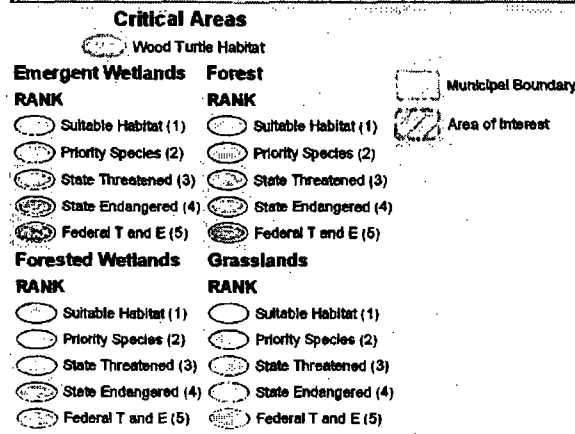 Critical Areas
Wood Turtle Habitat
Emergent Wetlands
RANK
Suitable Habitat (1)
Priority Species (2)
State Threatened (3)
State Endangered (4)
Federal T and E (5)
Forest
RANK
Suitable Habitat (1)
Priority Species (2)
State Threatened (3)
State Endangered (4)
Federal T and E (5)
Municipal Boundary
Area of Interest
Forested Wetlands
RANK
Suitable Habitat (1)
Priority Species (2)
State Threatened (3)
State Endangered (4)
Federal T and E (5)
Grasslands
RANK
Suitable Habitat (1)
Priority Species (2)
State Threatened (3)
State Endangered (4)
Federal T and E (5)